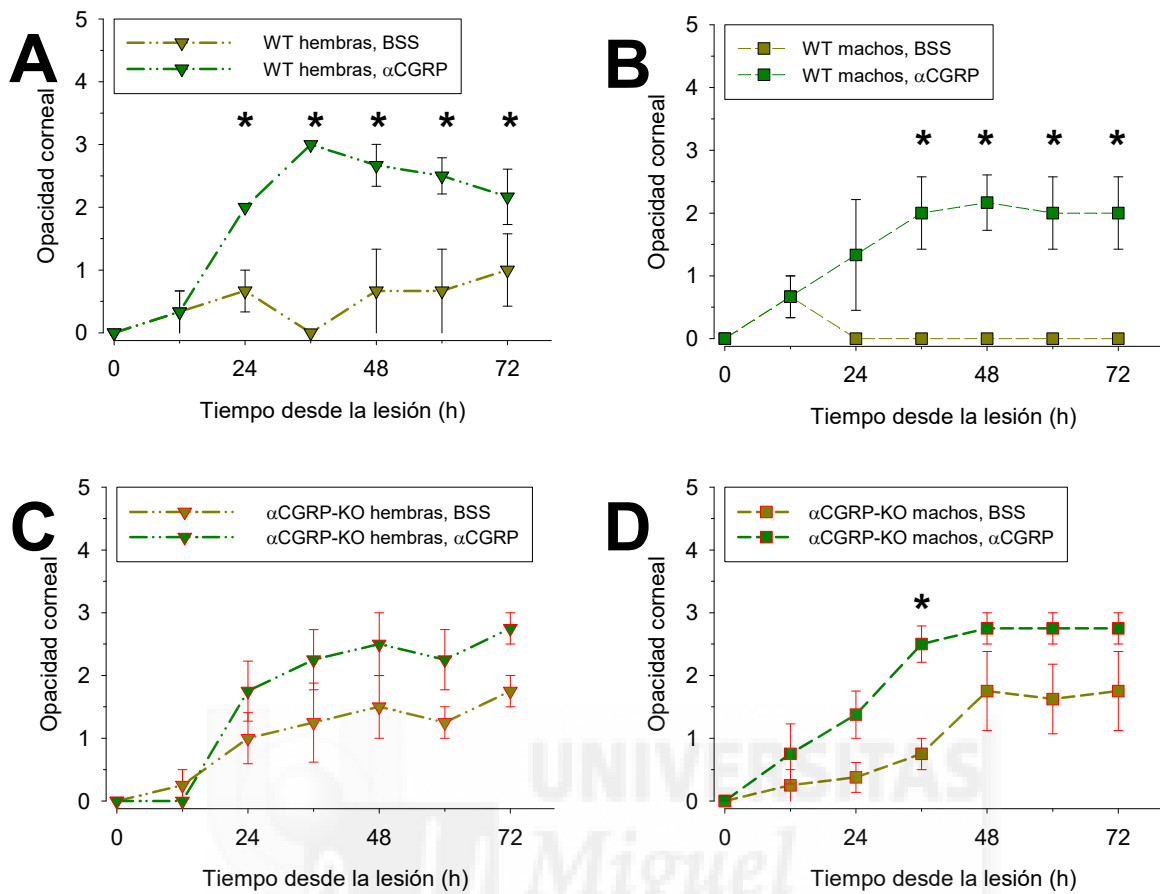 A
WT hembras, BSS
WT hembras, αCGRP
Opacidad corneal
5
4
3
2
1
0
* * * * *
0 24 48 72
Tiempo desde la lesión (h)
B
WT machos, BSS
WT machos, αCGRP
Opacidad corneal
5
4
3
2
1
0
* * * *
0 24 48 72
Tiempo desde la lesión (h)
C
αCGRP-KO hembras, BSS
αCGRP-KO hembras, αCGRP
Opacidad corneal
5
4
3
2
1
0
0 24 48 72
Tiempo desde la lesión (h)
D
αCGRP-KO machos, BSS
αCGRP-KO machos, αCGRP
Opacidad corneal
5
4
3
2
1
0
*
0 24 48 72
Tiempo desde la lesión (h)
UNIVERSITAS
Miguel